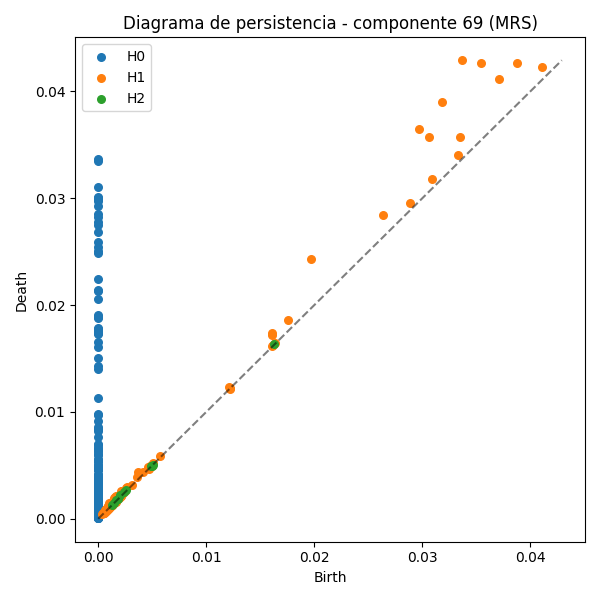 Diagrama de persistencia - componente 69 (MRS)
H0
H1
H2
Death
0.04
0.03
0.02
0.01
0.00
0.00 0.01 0.02 0.03 0.04
Birth